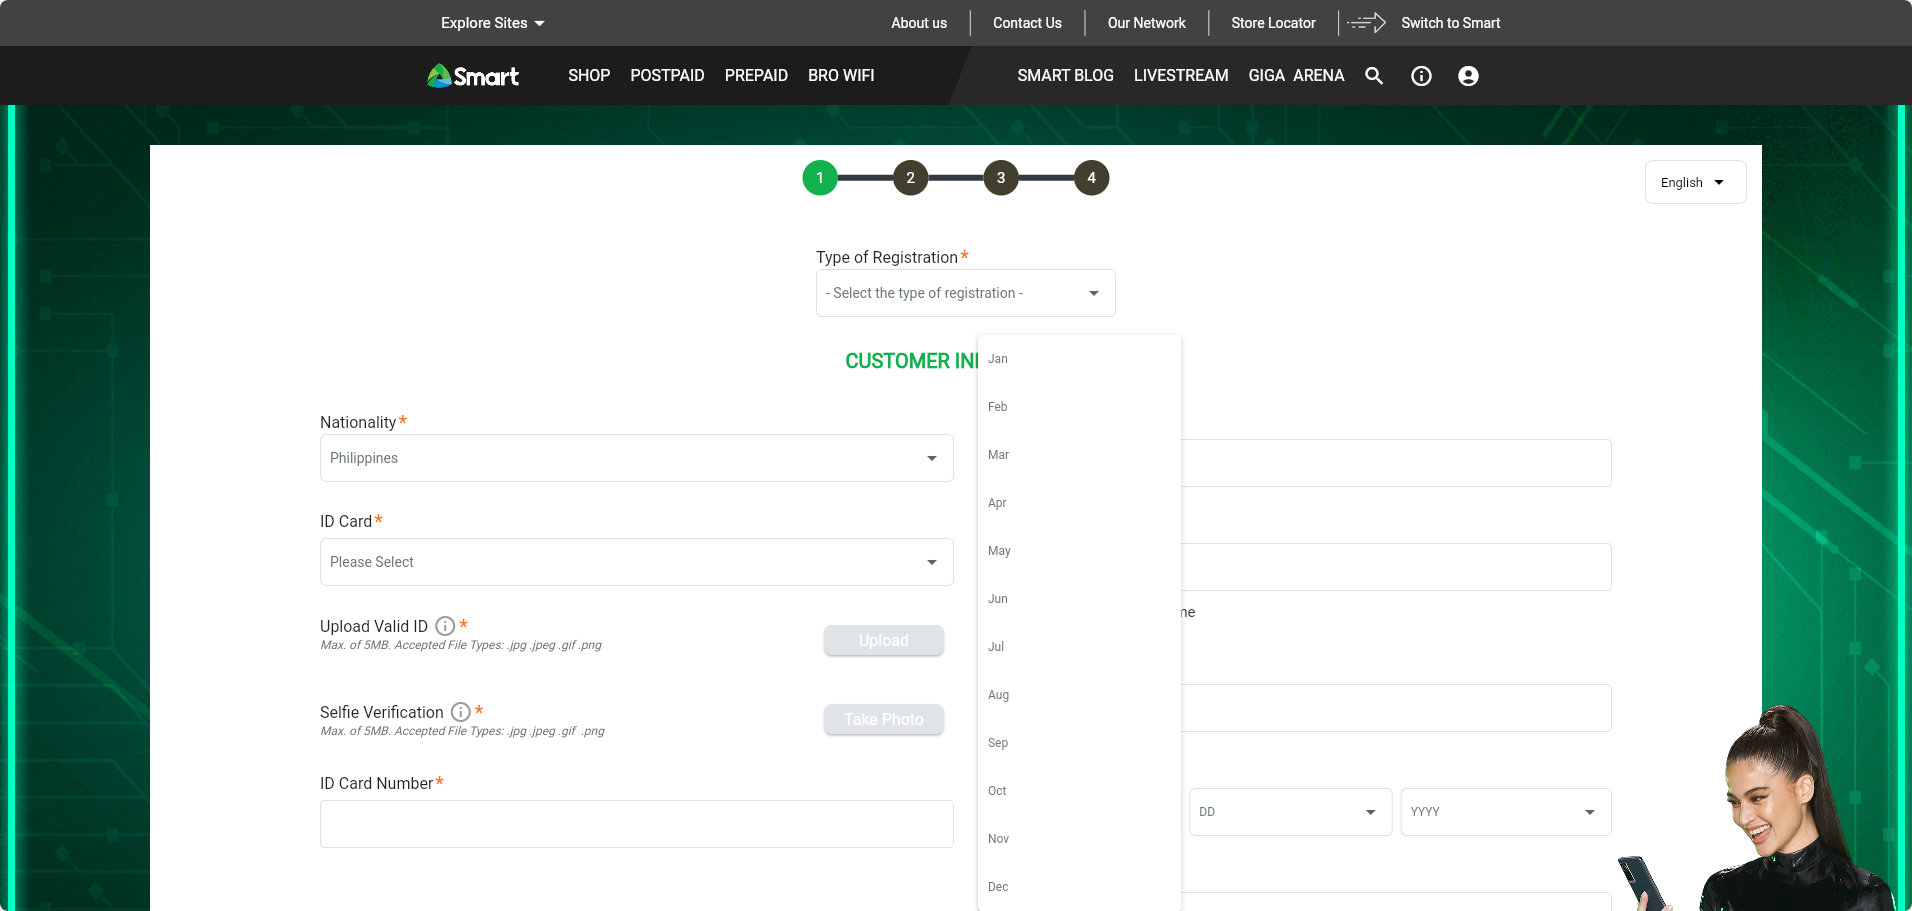 Explore Sites
About us
Contact Us
Our Network
Store Locator
Switch to Smart
Smart
SHOP
POSTPAID
PREPAID
BRO WIFI
SMART BLOG
LIVESTREAM
GIGA ARENA
1
2
3
4
English
Type of Registration*
- Select the type of registration -
CUSTOMER IN
Nationality*
Philippines
ID Card*
Please Select
Upload Valid ID *
Max. of 5MB. Accepted File Types: .jpg .jpeg .gif .png
Upload
Selfie Verification *
Max. of 5MB. Accepted File Types: .jpg .jpeg .gif .png
Take Photo
ID Card Number*
Jan
Feb
Mar
Apr
May
Jun
Jul
Aug
Sep
Oct
Nov
Dec
me
DD
YYYY